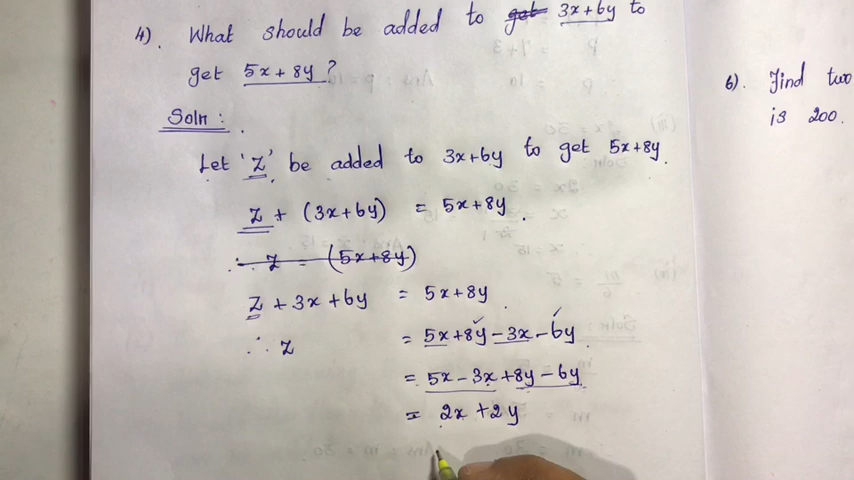 4). What should be added to get 3x+6y to
get 5x+8y?
Soln:
Let 'Z' be added to 3x+6y to get 5x+8y.
Z + (3x+6y) = 5x+8y.
∴ Z = (5x+8y)
Z + 3x + 6y = 5x+8y
∴ Z = 5x+8y-3x-6y
= 5x-3x+8y-6y
= 2x+2y
6). Find two
is 200.